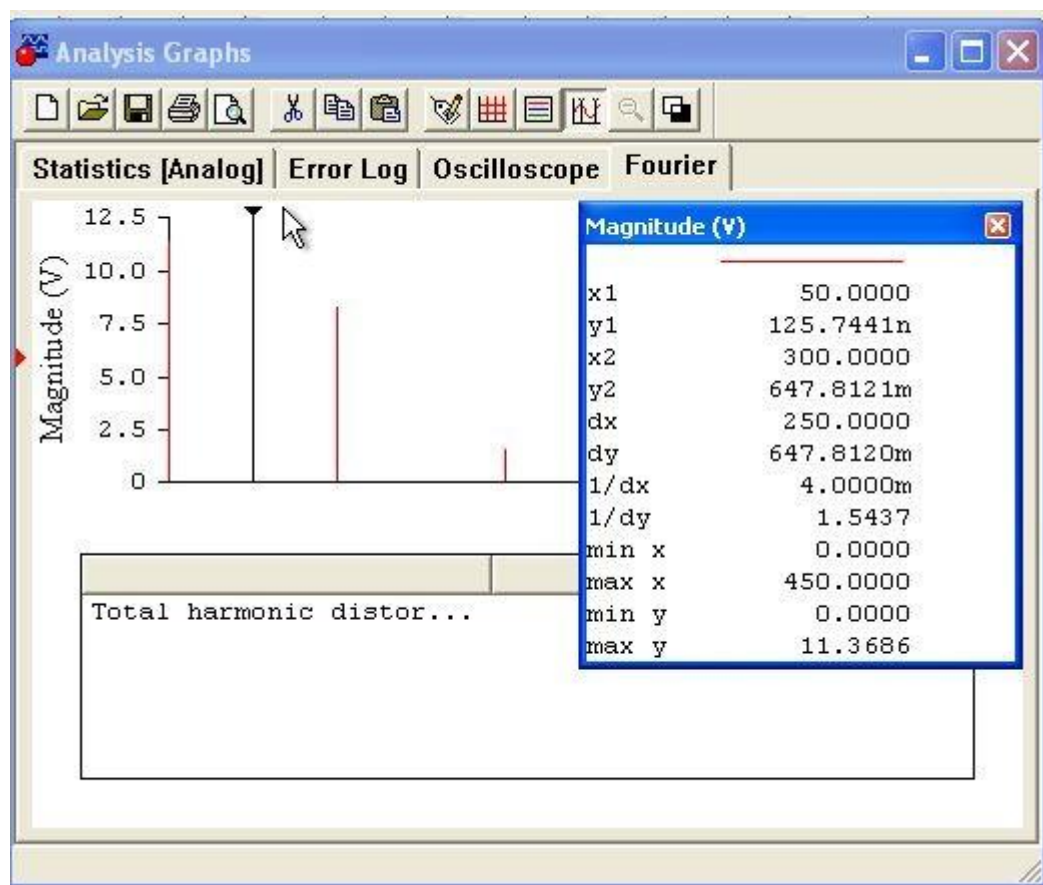 Analysis Graphs
Statistics [Analog] Error Log Oscilloscope Fourier
Magnitude (V)
12.5
10.0
7.5
5.0
2.5
0
Magnitude (V)
x1 50.0000
y1 125.7441n
x2 300.0000
y2 647.8121m
dx 250.0000
dy 647.8120m
1/dx 4.0000m
1/dy 1.5437
min x 0.0000
max x 450.0000
min y 0.0000
max y 11.3686
Total harmonic distor...